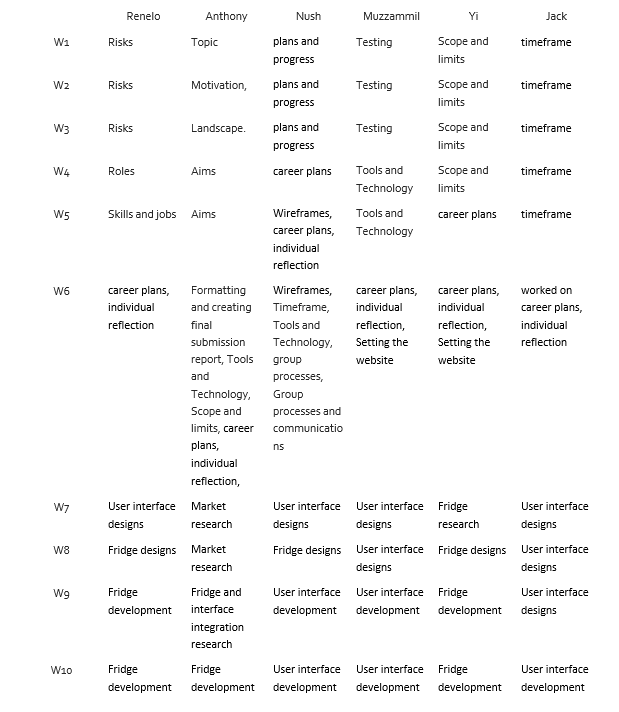 Renelo Anthony Nush Muzzammil Yi Jack
W1 Risks Topic plans and progress Testing Scope and limits timeframe
W2 Risks Motivation, plans and progress Testing Scope and limits timeframe
W3 Risks Landscape. plans and progress Testing Scope and limits timeframe
W4 Roles Aims career plans Tools and Technology Scope and limits timeframe
W5 Skills and jobs Aims Wireframes, career plans, individual reflection Tools and Technology career plans timeframe
W6 career plans, individual reflection Formatting and creating final submission report, Tools and Technology, Scope and limits, career plans, individual reflection, Wireframes, Timeframe, Tools and Technology, group processes, Group processes and communicatio ns career plans, individual reflection, Setting the website career plans, individual reflection, Setting the website worked on career plans, individual reflection
W7 User interface designs Market research User interface designs User interface designs Fridge research User interface designs
W8 Fridge designs Market research Fridge designs User interface designs Fridge designs User interface designs
W9 Fridge development Fridge and interface integration research User interface development User interface development Fridge development User interface designs
W10 Fridge development Fridge development User interface development User interface development Fridge development User interface development